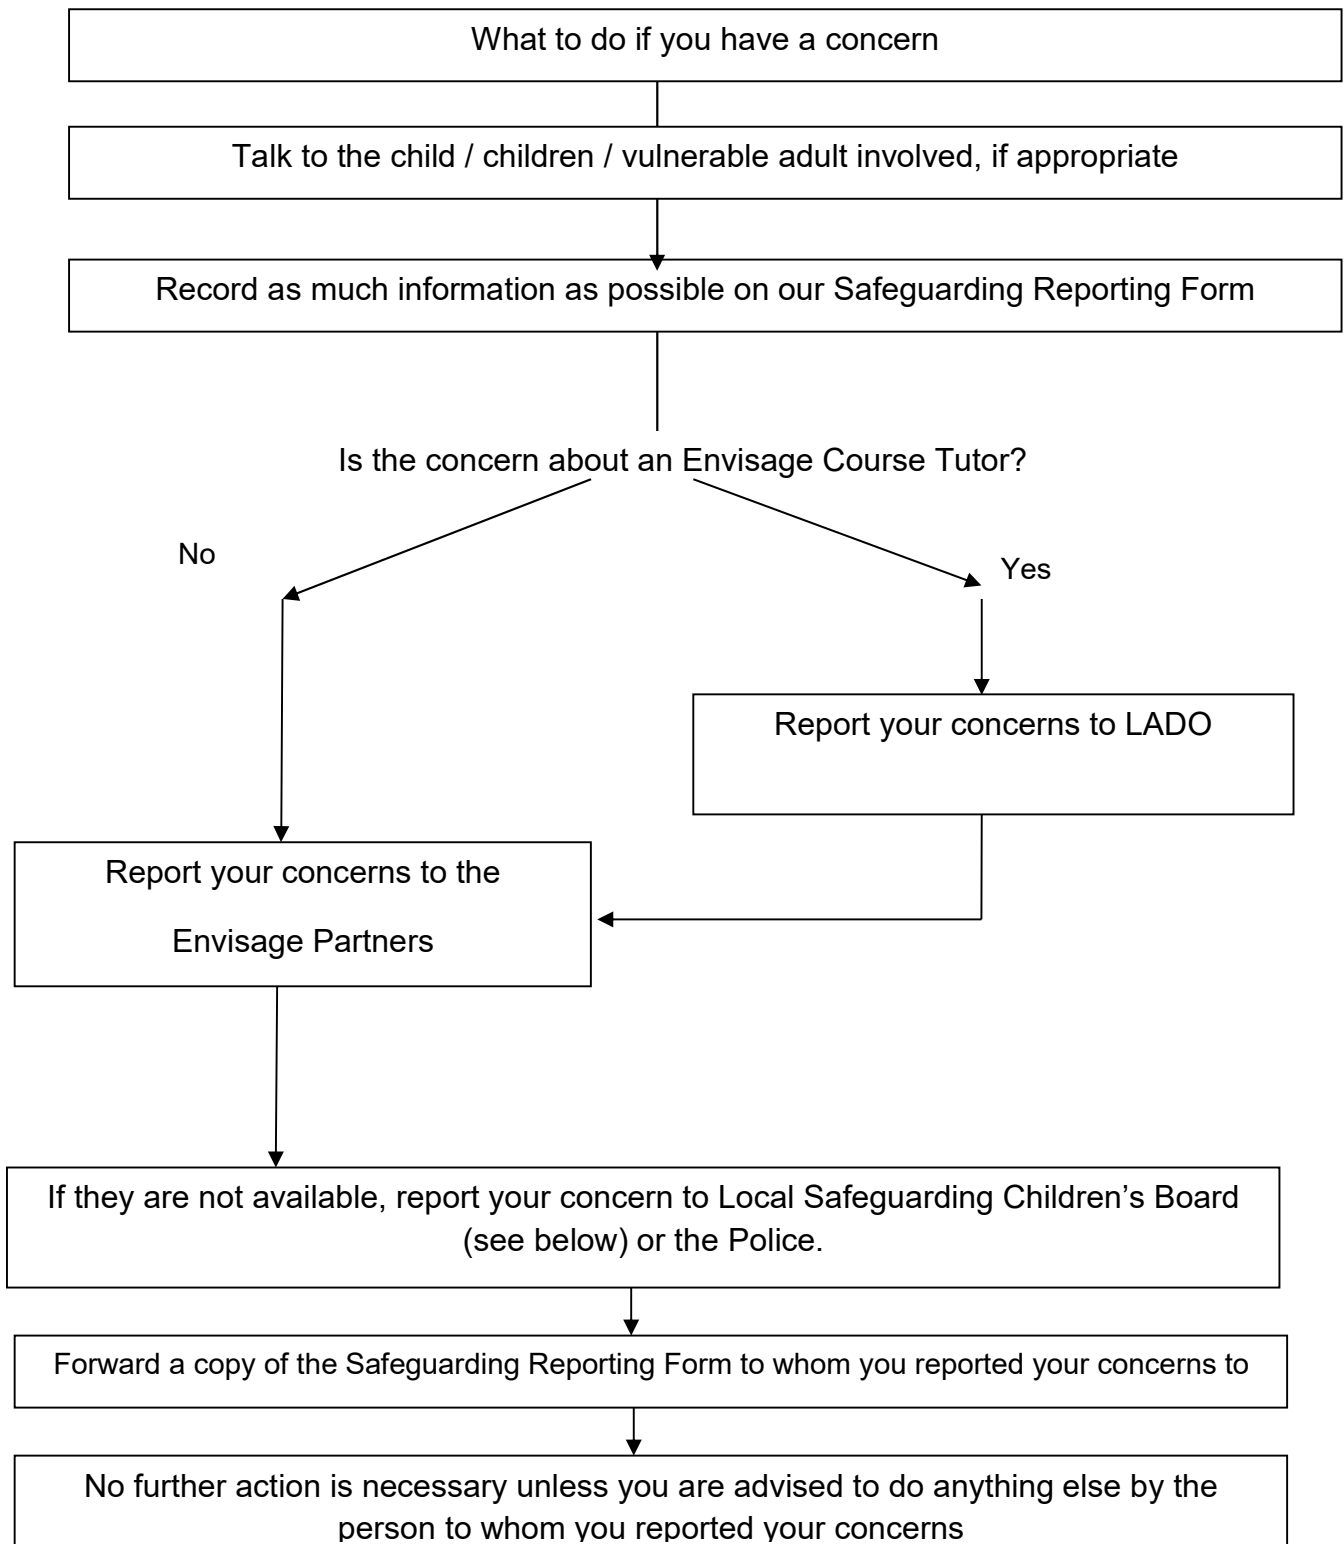 What to do if you have a concern
Talk to the child / children / vulnerable adult involved, if appropriate
Record as much information as possible on our Safeguarding Reporting Form
Is the concern about an Envisage Course Tutor?
No
Yes
Report your concerns to LADO
Report your concerns to the
Envisage Partners
If they are not available, report your concern to Local Safeguarding Children’s Board
(see below) or the Police.
Forward a copy of the Safeguarding Reporting Form to whom you reported your concerns to
No further action is necessary unless you are advised to do anything else by the
person to whom you reported your concerns